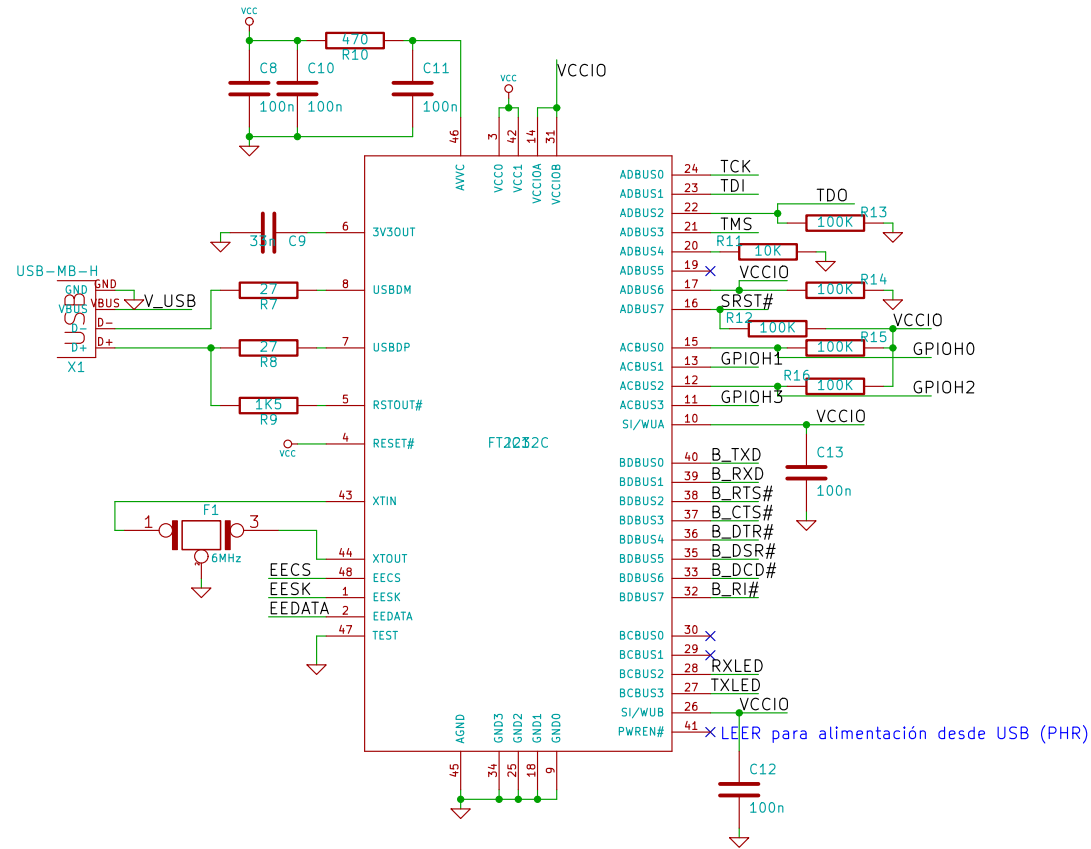 VCC
470
R10
C8
C10
C11
100n
100n
100n
VCC
VCCIO
46
3
42
14
31
AVVC
VCC0
VCC1
VCCIOA
VCCIOB
ADBUS0 24 TCK
ADBUS1 23 TDI
ADBUS2 22 TDO
R13
100K
ADBUS3 21 TMS
ADBUS4 20 R11
10K
ADBUS5 19
ADBUS6 17 VCCIO
R14
100K
ADBUS7 16 SRST#
R12
100K
VCCIO
ACBUS0 15
R15
100K
GPIOH0
ACBUS1 13 GPIOH1
ACBUS2 12
R16
100K
GPIOH2
ACBUS3 11 GPIOH3
SI/WUA 10 VCCIO
C13
100n
6 3V3OUT
33n C9
USB-MB-H
GND GND
VBUS VBUS V_USB
D- D-
D+ D+
USB
X1
27
R7
8 USBDM
27
R8
7 USBDP
1K5
R9
5 RSTOUT#
VCC
4 RESET#
FT2232C
43 XTIN
F1
1
3
6MHz
44 XTOUT
EECS 48 EECS
EESK 1 EESK
EEDATA 2 EEDATA
47 TEST
BDBUS0 40 B_TXD
BDBUS1 39 B_RXD
BDBUS2 38 B_RTS#
BDBUS3 37 B_CTS#
BDBUS4 36 B_DTR#
BDBUS5 35 B_DSR#
BDBUS6 33 B_DCD#
BDBUS7 32 B_RI#
BCBUS0 30
BCBUS1 29
BCBUS2 28 RXLED
BCBUS3 27 TXLED
SI/WUB 26 VCCIO
PWREN# 41 LEER para alimentación desde USB (PHR)
C12
100n
AGND
GND3
GND2
GND1
GND0
45
34
25
18
9